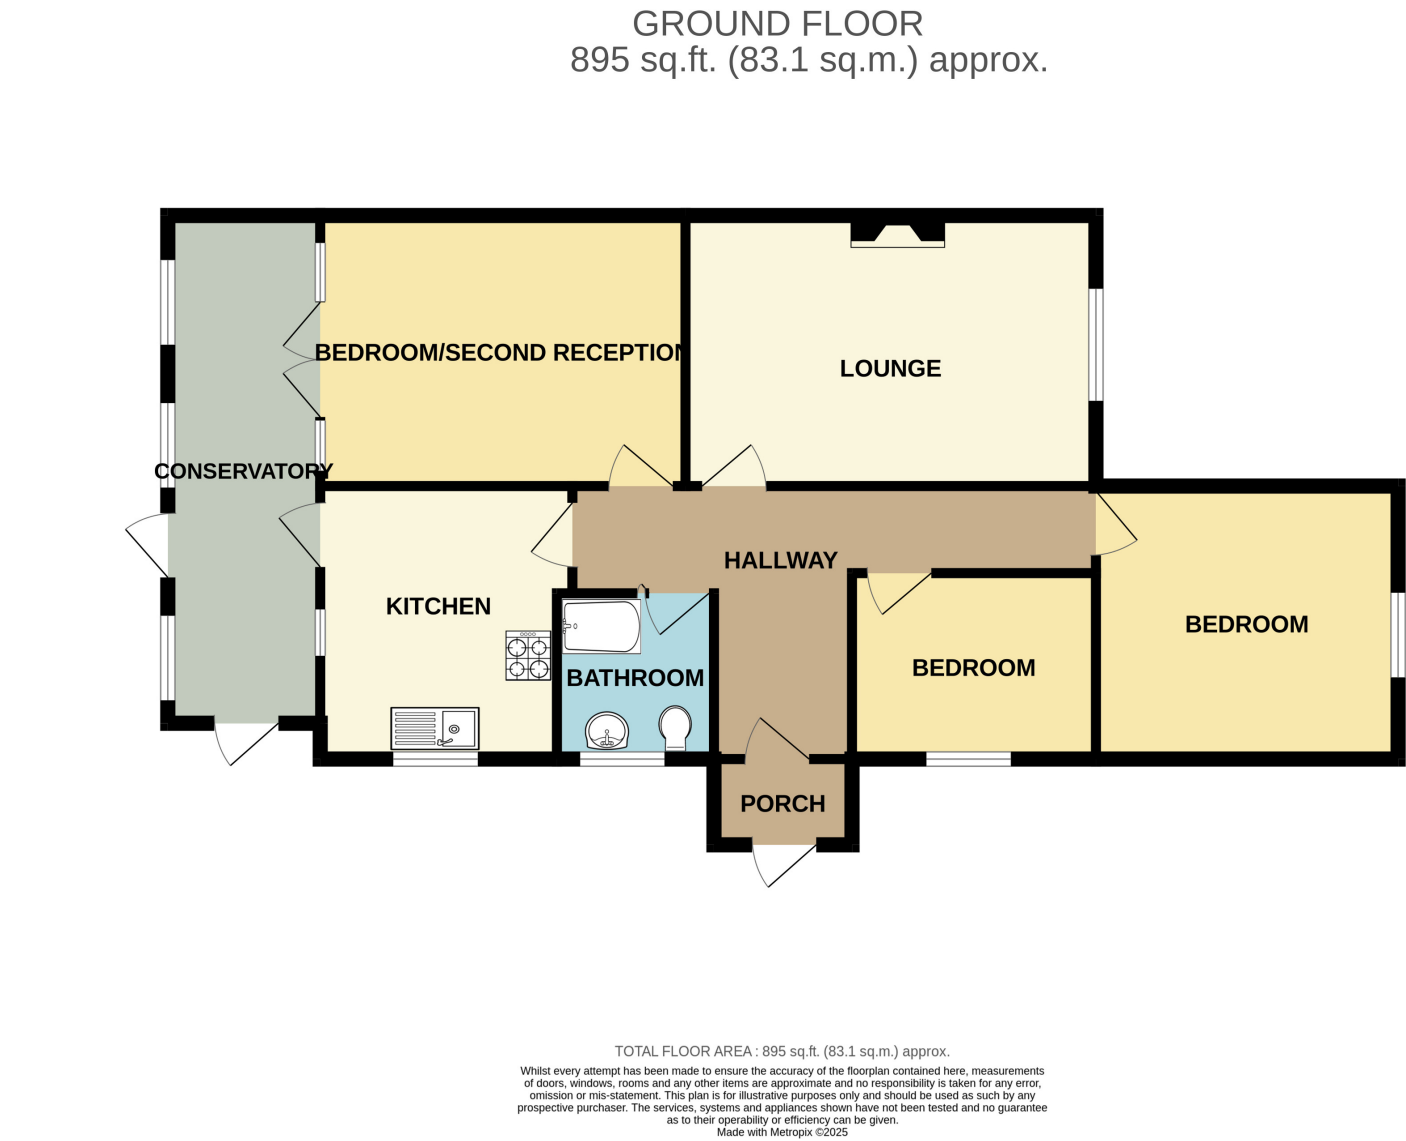 GROUND FLOOR
895 sq.ft. (83.1 sq.m.) approx.
BEDROOM/SECOND RECEPTION
LOUNGE
CONSERVATORY
HALLWAY
KITCHEN
BEDROOM
BEDROOM
BATHROOM
PORCH
TOTAL FLOOR AREA : 895 sq.ft. (83.1 sq.m.) approx.
Whilst every attempt has been made to ensure the accuracy of the floorplan contained here, measurements
of doors, windows, rooms and any other items are approximate and no responsibility is taken for any error,
omission or mis-statement. This plan is for illustrative purposes only and should be used as such by any
prospective purchaser. The services, systems and appliances shown have not been tested and no guarantee
as to their operability or efficiency can be given.
Made with Metropix ©2025